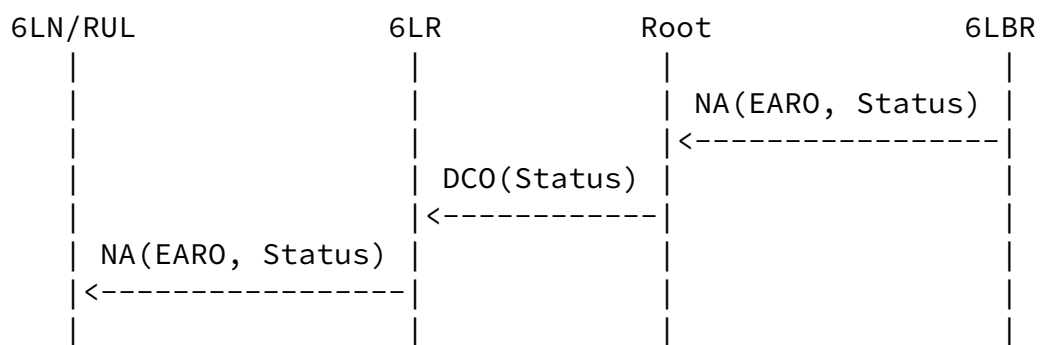 6LN/RUL 6LR Root 6LBR
NA(EARO, Status)
DCO(Status)
NA(EARO, Status)